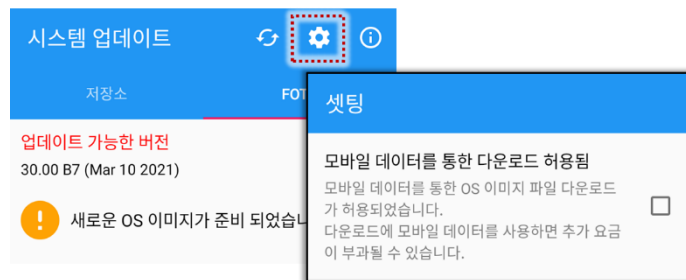 시스템 업데이트
저장소
FOT
업데이트 가능한 버전
30.00 B7 (Mar 10 2021)
새로운 OS 이미지가 준비 되었습니
셋팅
모바일 데이터를 통한 다운로드 허용됨
모바일 데이터를 통한 OS 이미지 파일 다운로드
가 허용되었습니다.
다운로드에 모바일 데이터를 사용하면 추가 요금
이 부과될 수 있습니다.